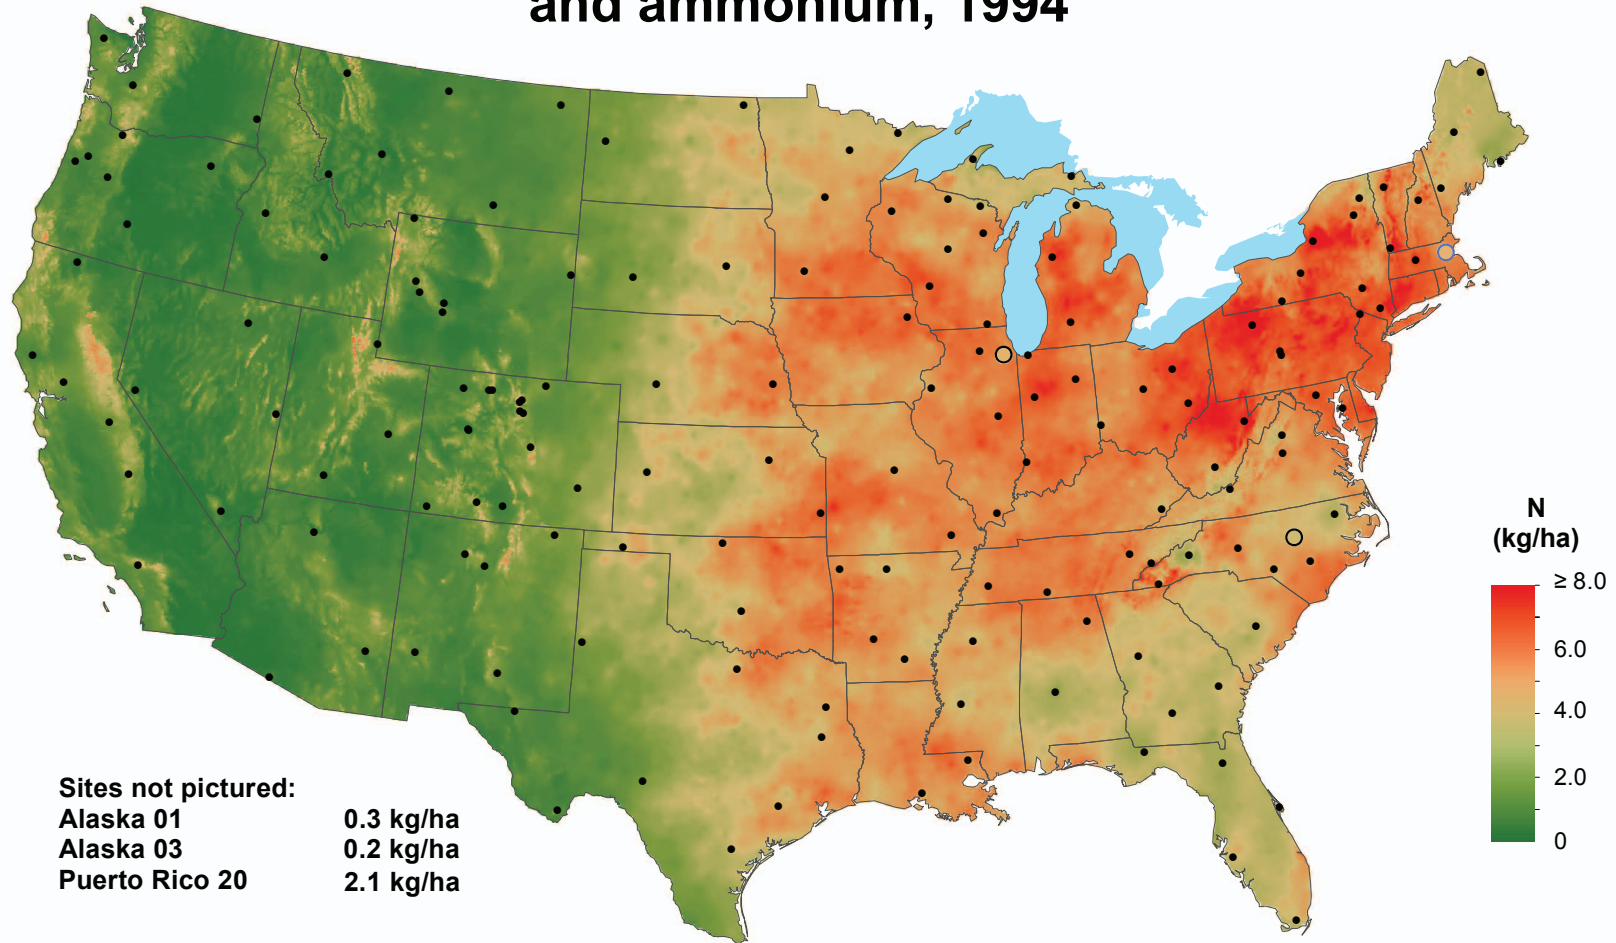 and ammonium, 1994
N
(kg/ha)
≥ 8.0
6.0
4.0
2.0
0
Sites not pictured:
Alaska 01 0.3 kg/ha
Alaska 03 0.2 kg/ha
Puerto Rico 20 2.1 kg/ha